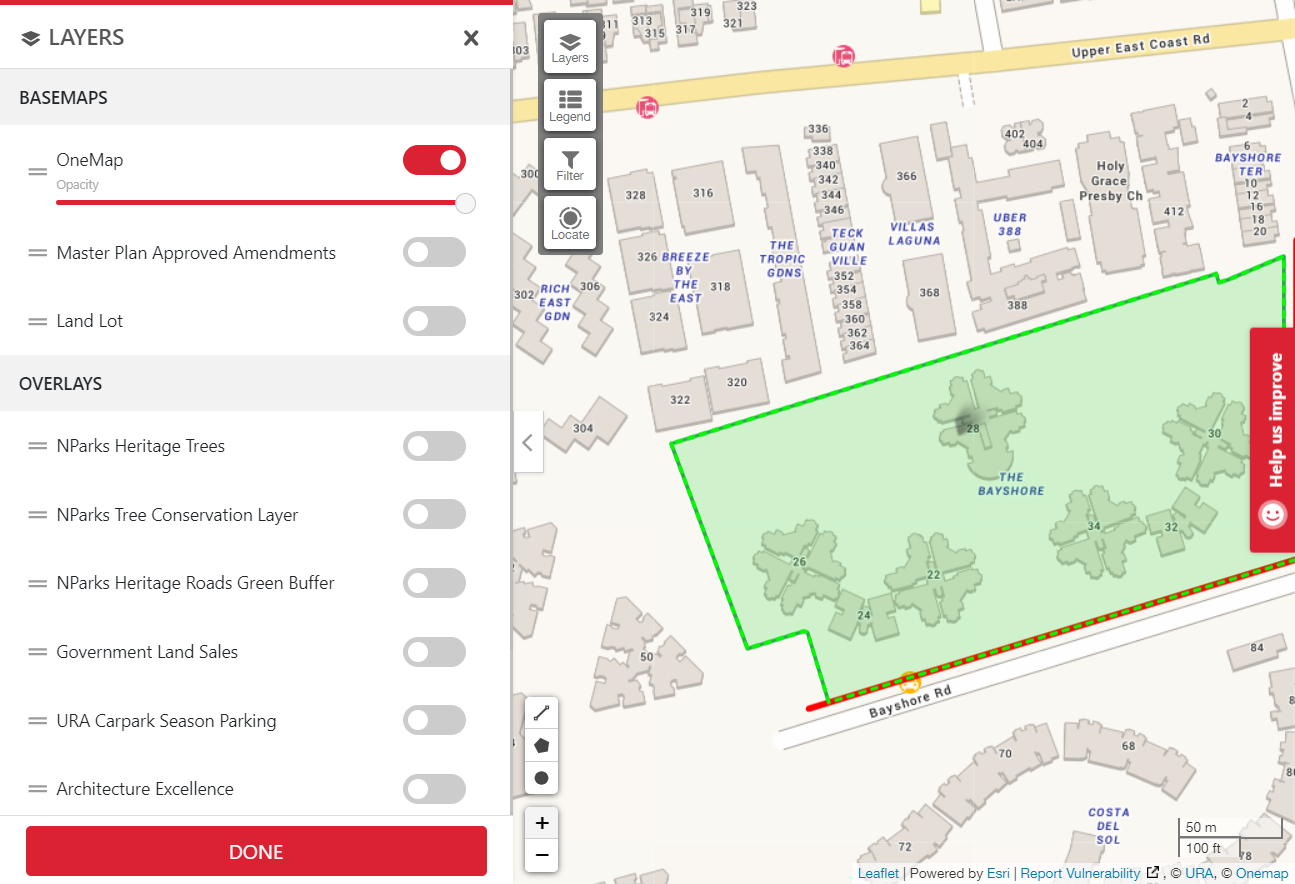 LAYERS
BASEMAPS
OneMap
Opacity
Master Plan Approved Amendments
Land Lot
OVERLAYS
NParks Heritage Trees
NParks Tree Conservation Layer
NParks Heritage Roads Green Buffer
Government Land Sales
URA Carpark Season Parking
Architecture Excellence
DONE
Layers
Legend
Filter
Locate
311
313
315
317
319
321
323
Upper East Coast Rd
336
338
340
342
344
346
TECK
GUAN
VILLE
352
354
358
360
362
364
328
316
326
BREEZE
BY
THE
EAST
318
324
THE
TROPIC
GDNS
366
VILLAS
LAGUNA
368
402
404
UBER
388
388
Holy
Grace
Presby Ch
412
2
4
6
BAYSHORE
TER
10
12
16
18
20
302
RICH
EAST
GDN
306
304
322
320
28
THE
BAYSHORE
30
34
32
26
22
24
50
Bayshore Rd
84
70
68
72
COSTA
DEL
SOL
78
Help us improve
+
−
50 m
100 ft
Leaflet | Powered by Esri | Report Vulnerability , © URA, © Onemap